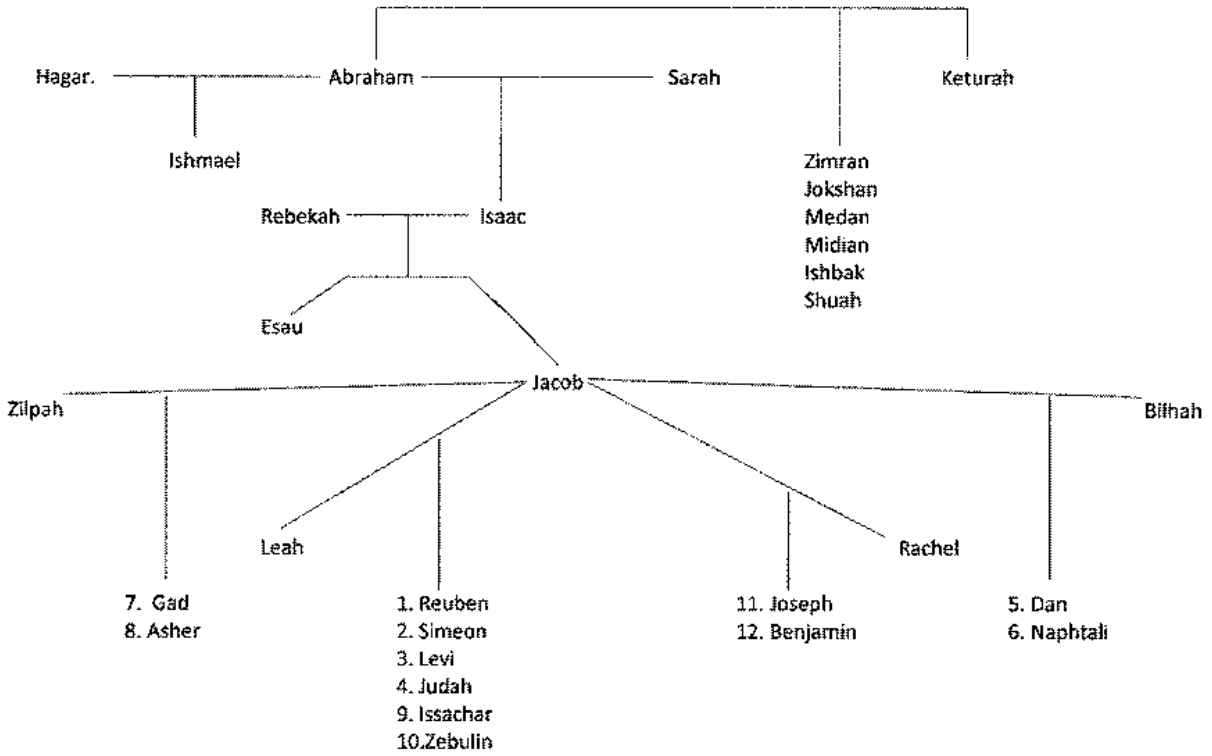 Hagar.
Abraham
Sarah
Keturah
Ishmael
Zimran
Jokshan
Medan
Midian
Ishbak
Shuah
Rebekah
Isaac
Esau
Jacob
Zilpah
Bilhah
Leah
Rachel
7. Gad
8. Asher
1. Reuben
2. Simeon
3. Levi
4. Judah
9. Issachar
10.Zebulin
11. Joseph
12. Benjamin
5. Dan
6. Naphtali